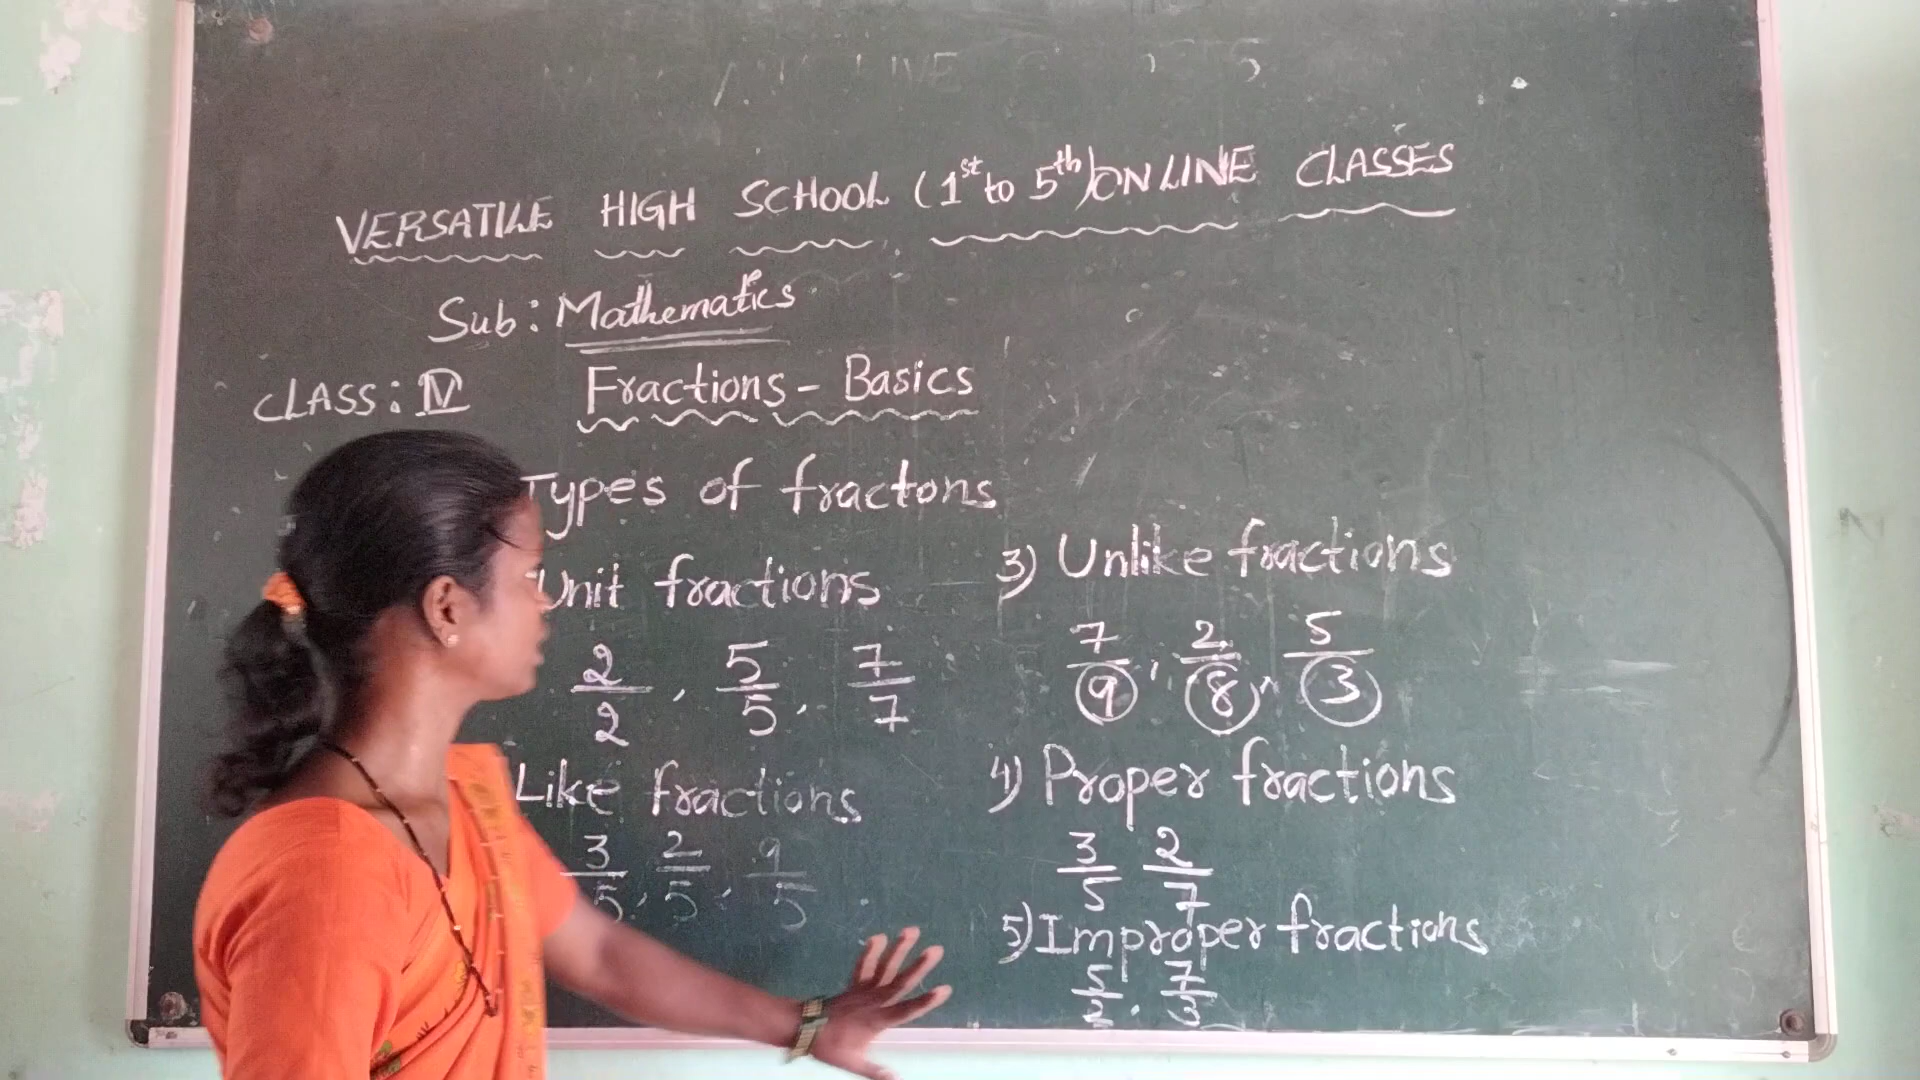 VERSATILE HIGH SCHOOL (1st to 5th) ONLINE CLASSES
Sub: Mathematics
CLASS: IV Fractions - Basics
Types of fractons
Unit fractions
2/2, 5/5, 7/7
Like fractions
3/5, 2/5, 9/5
3) Unlike fractions
7/9, 2/8, 5/3
4) Proper fractions
3/5 2/7
5) Improper fractions
5/2, 7/3